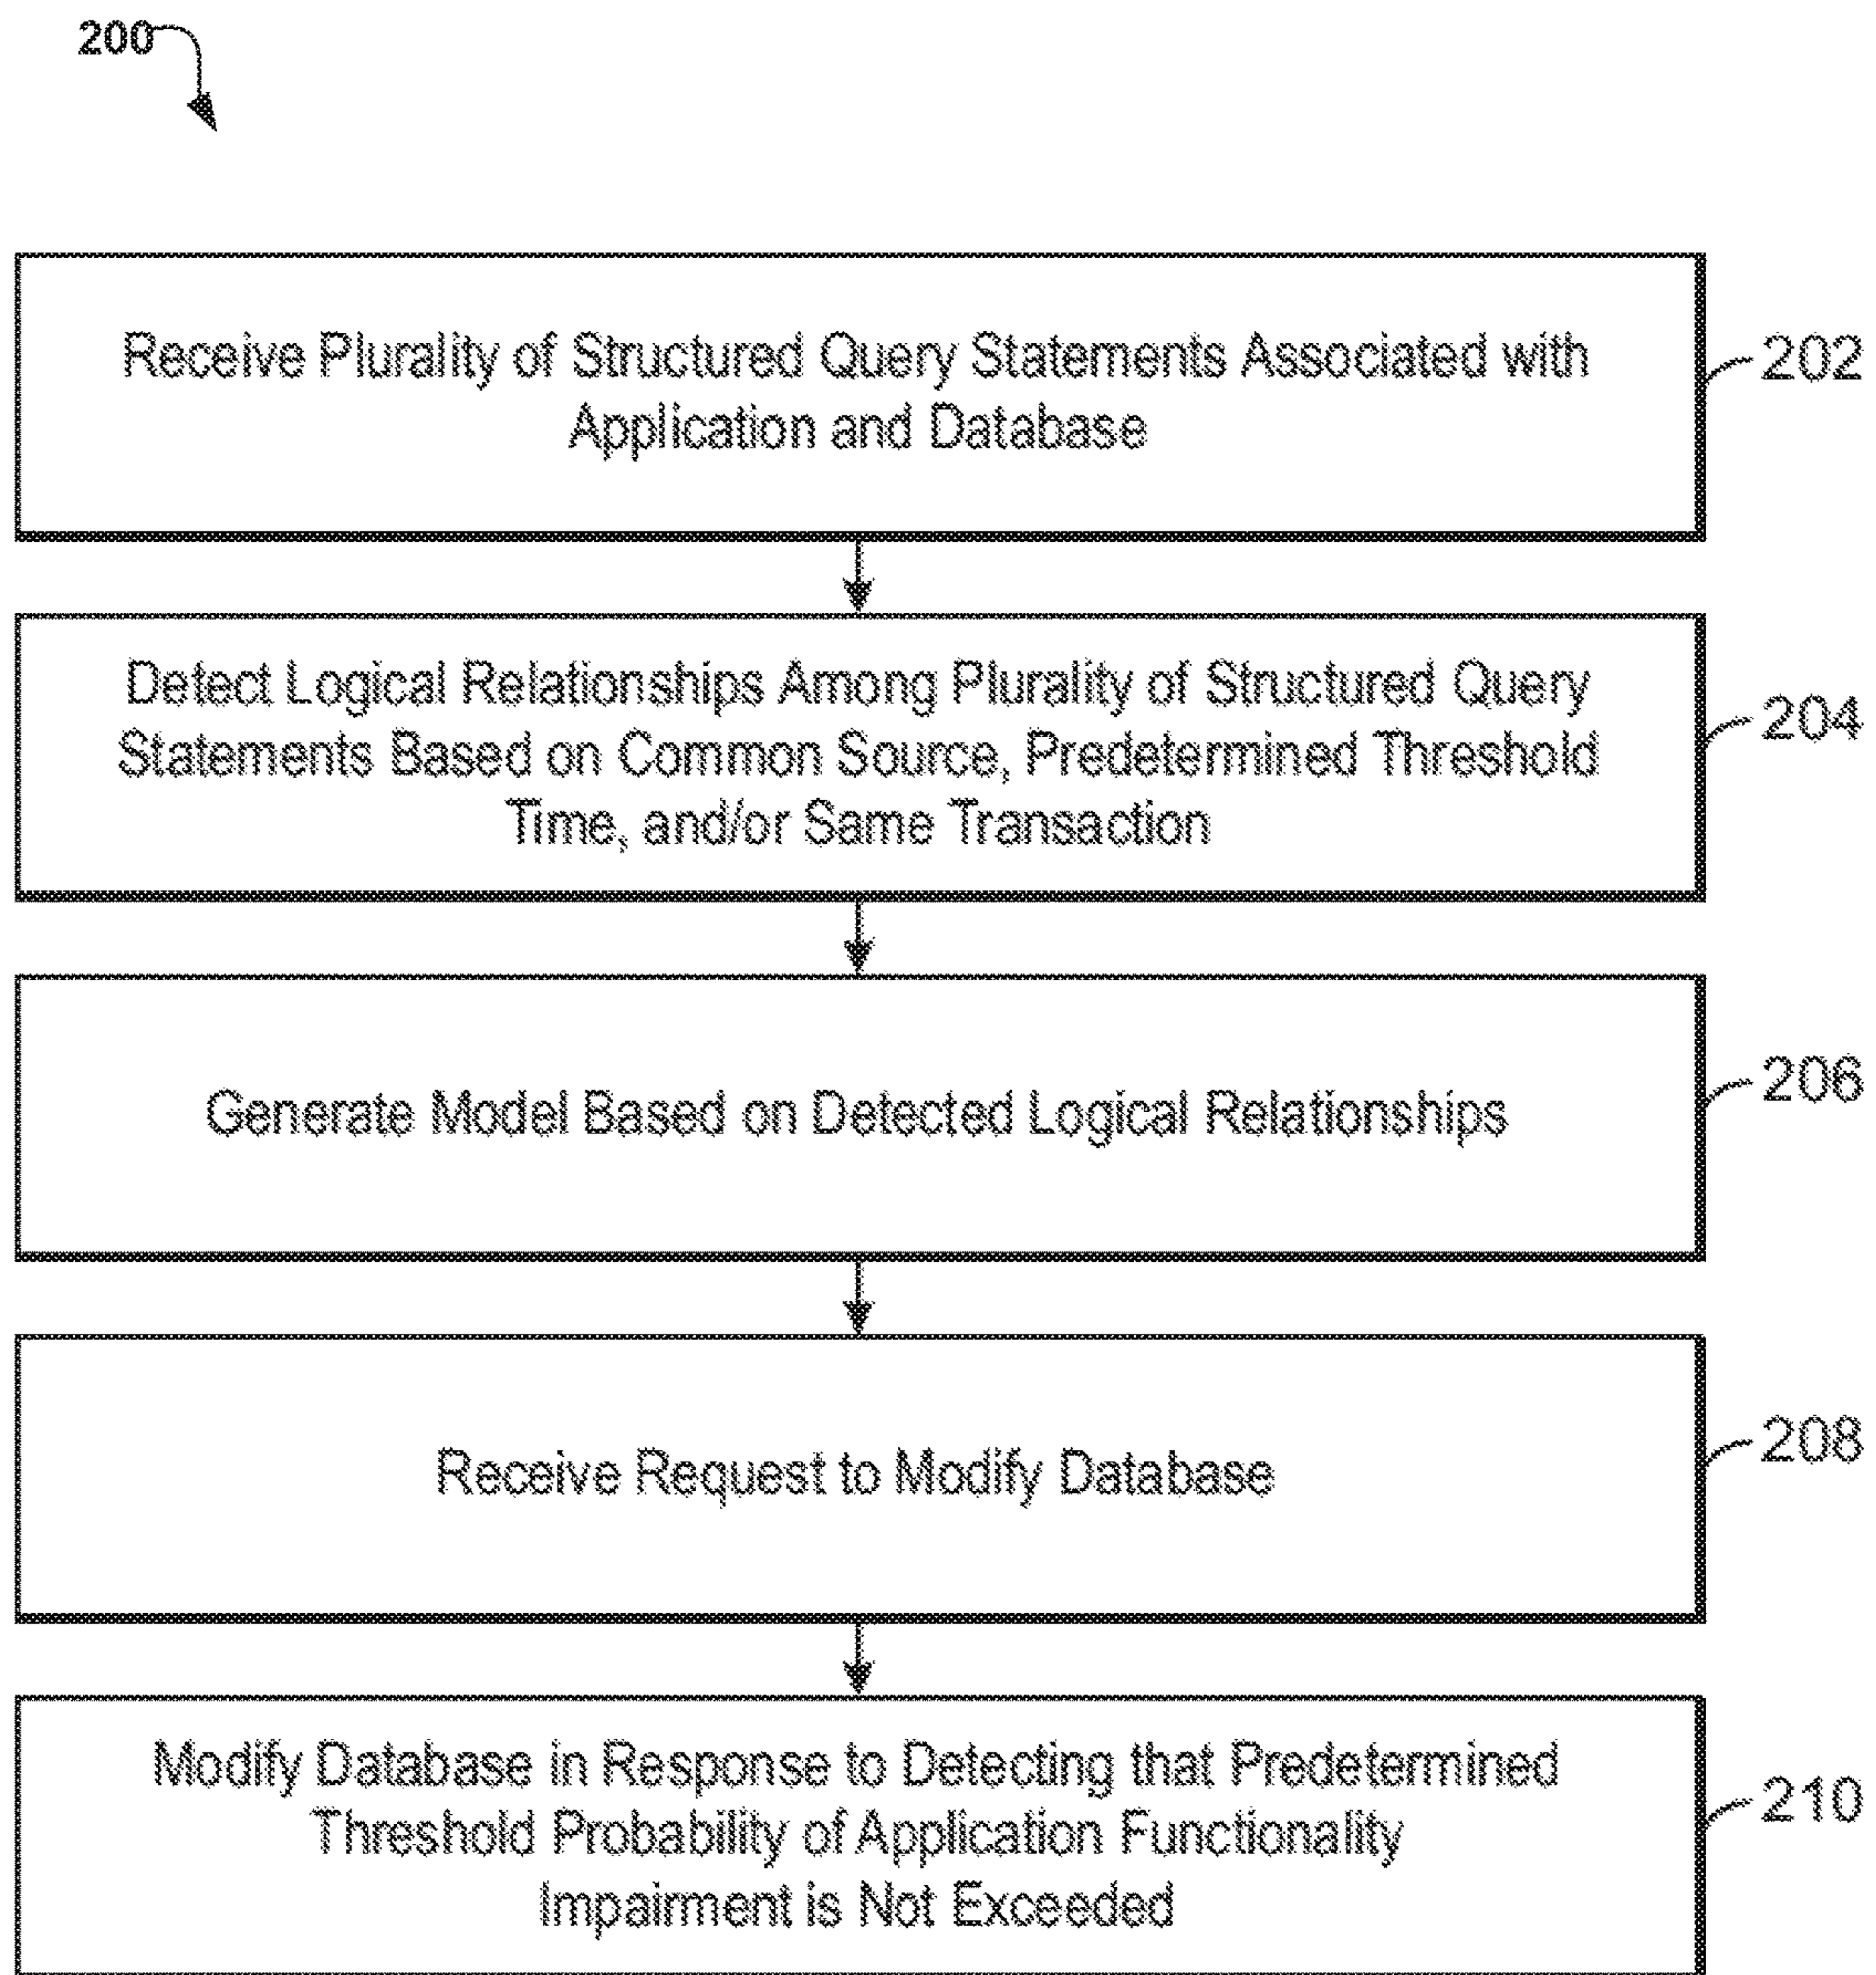 200
Receive Plurality of Structured Query Statements Associated with
Application and Database
202
Detect Logical Relationships Among Plurality of Structured Query
Statements Based on Common Source, Predetermined Threshold
Time, and/or Same Transaction
204
Generate Model Based on Detected Logical Relationships
206
Receive Request to Modify Database
208
Modify Database in Response to Detecting that Predetermined
Threshold Probability of Application Functionality
Impairment is Not Exceeded
210